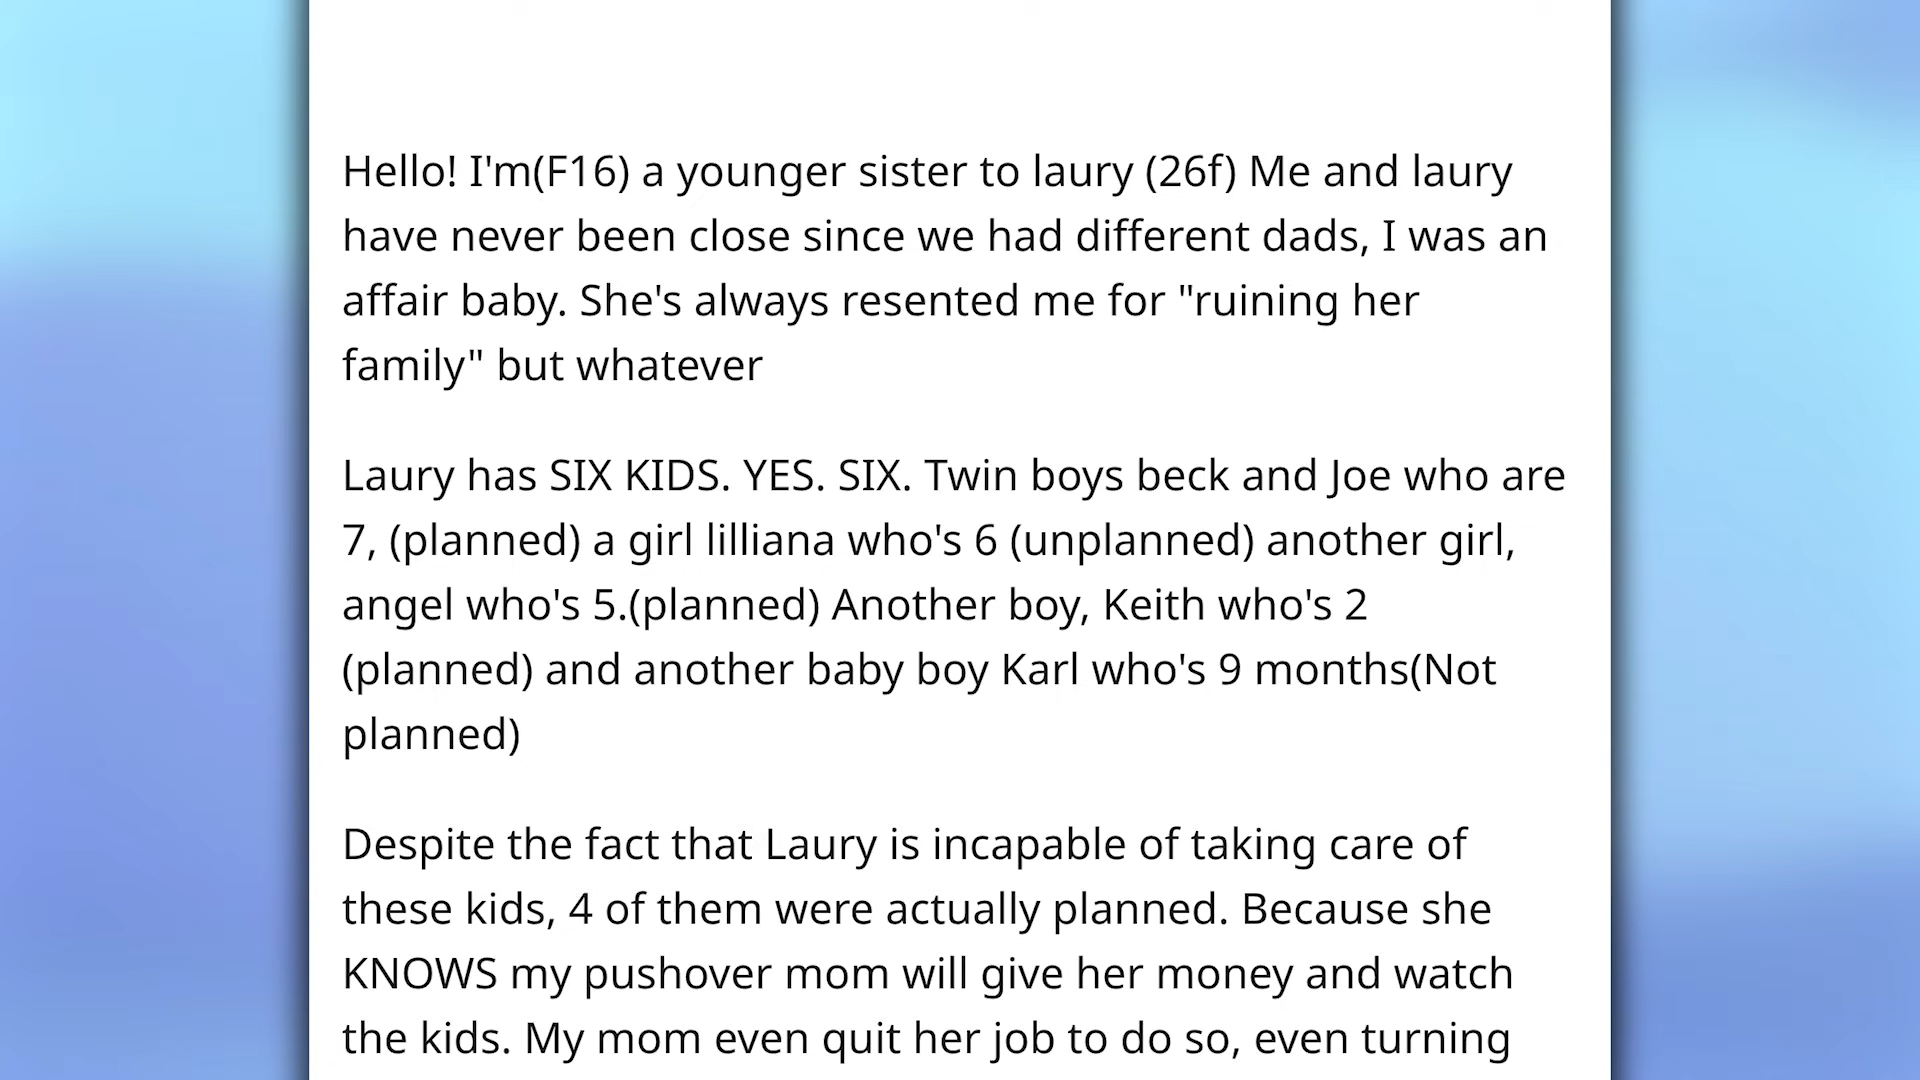 Hello! I'm(F16) a younger sister to laury (26f) Me and laury
have never been close since we had different dads, I was an
affair baby. She's always resented me for "ruining her
family" but whatever
Laury has SIX KIDS. YES. SIX. Twin boys beck and Joe who are
7, (planned) a girl lilliana who's 6 (unplanned) another girl,
angel who's 5.(planned) Another boy, Keith who's 2
(planned) and another baby boy Karl who's 9 months(Not
planned)
Despite the fact that Laury is incapable of taking care of
these kids, 4 of them were actually planned. Because she
KNOWS my pushover mom will give her money and watch
the kids. My mom even quit her job to do so, even turning